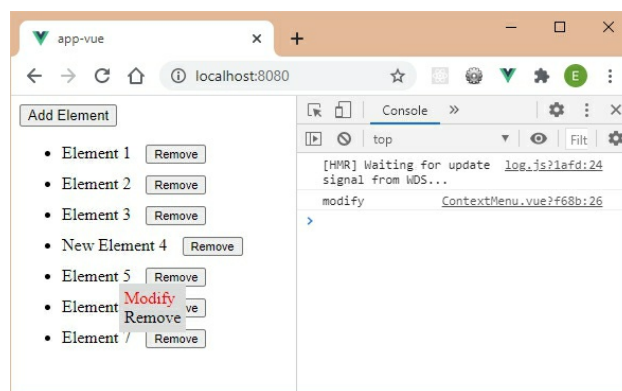 app-vue
localhost:8080
E
Add Element
Console
top
Filt
[HMR] Waiting for update log.js?1afd:24
signal from WDS...
modify ContextMenu.vue?f68b:26
Element 1 Remove
Element 2 Remove
Element 3 Remove
New Element 4 Remove
Element 5 Remove
Modify
Element ve
Remove
Element 7 Remove